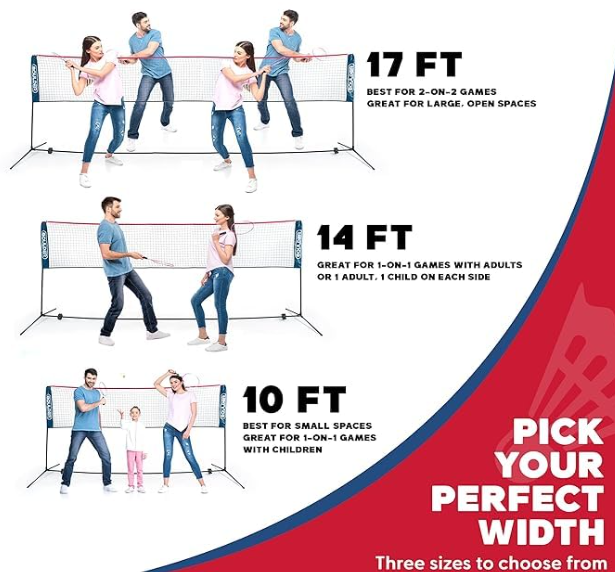 17 FT
BEST FOR 2-ON-2 GAMES
GREAT FOR LARGE, OPEN SPACES
14 FT
GREAT FOR 1-ON-1 GAMES WITH ADULTS
OR 1 ADULT, 1 CHILD ON EACH SIDE
10 FT
BEST FOR SMALL SPACES
GREAT FOR 1-ON-1 GAMES
WITH CHILDREN
PICK
YOUR
PERFECT
WIDTH
Three sizes to choose from